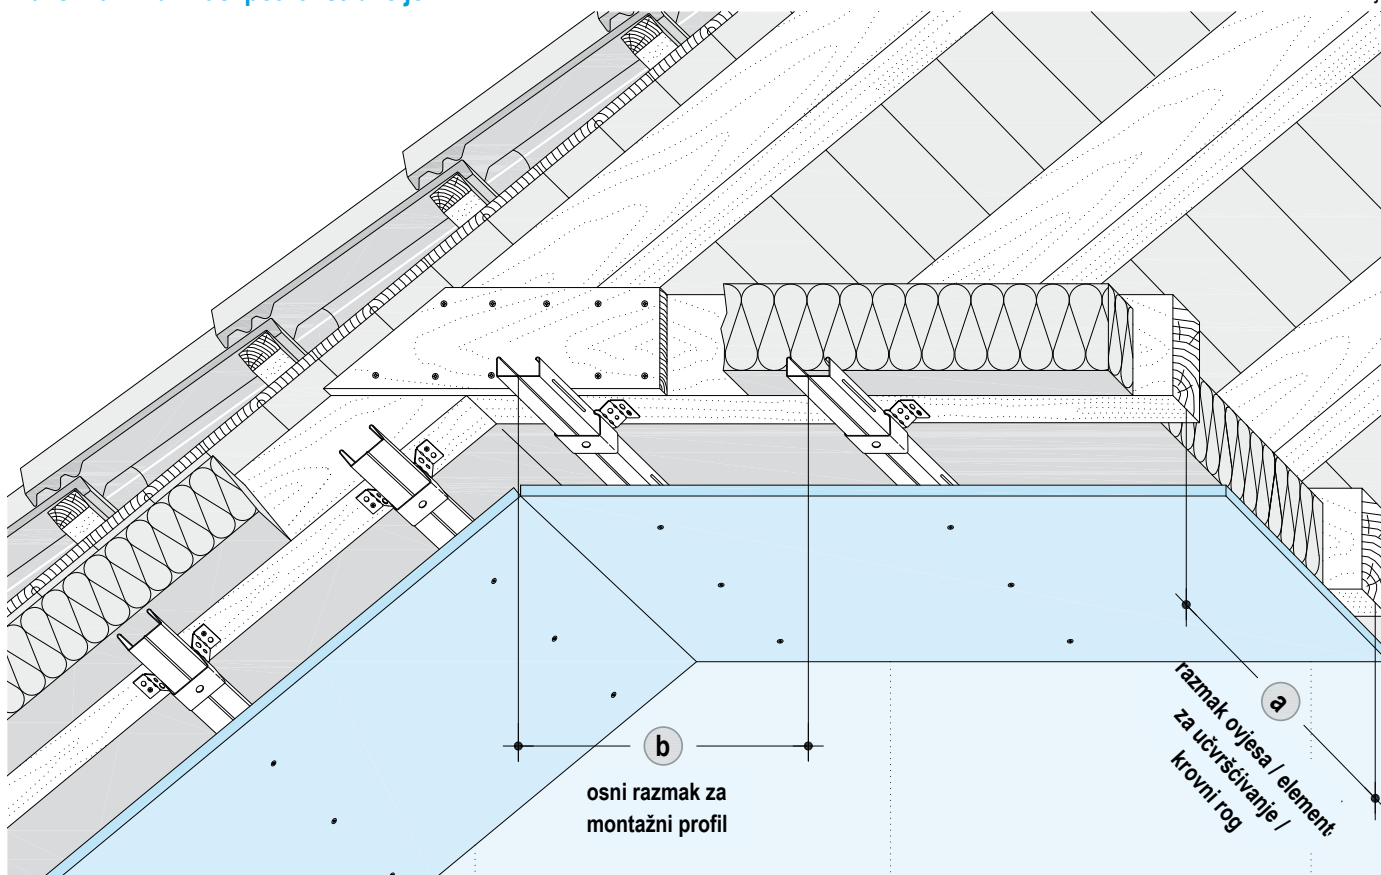 b
osni razmak za
montažni profil
a
razmak ovjesa / element
za učvršćivanje /
krovni rog